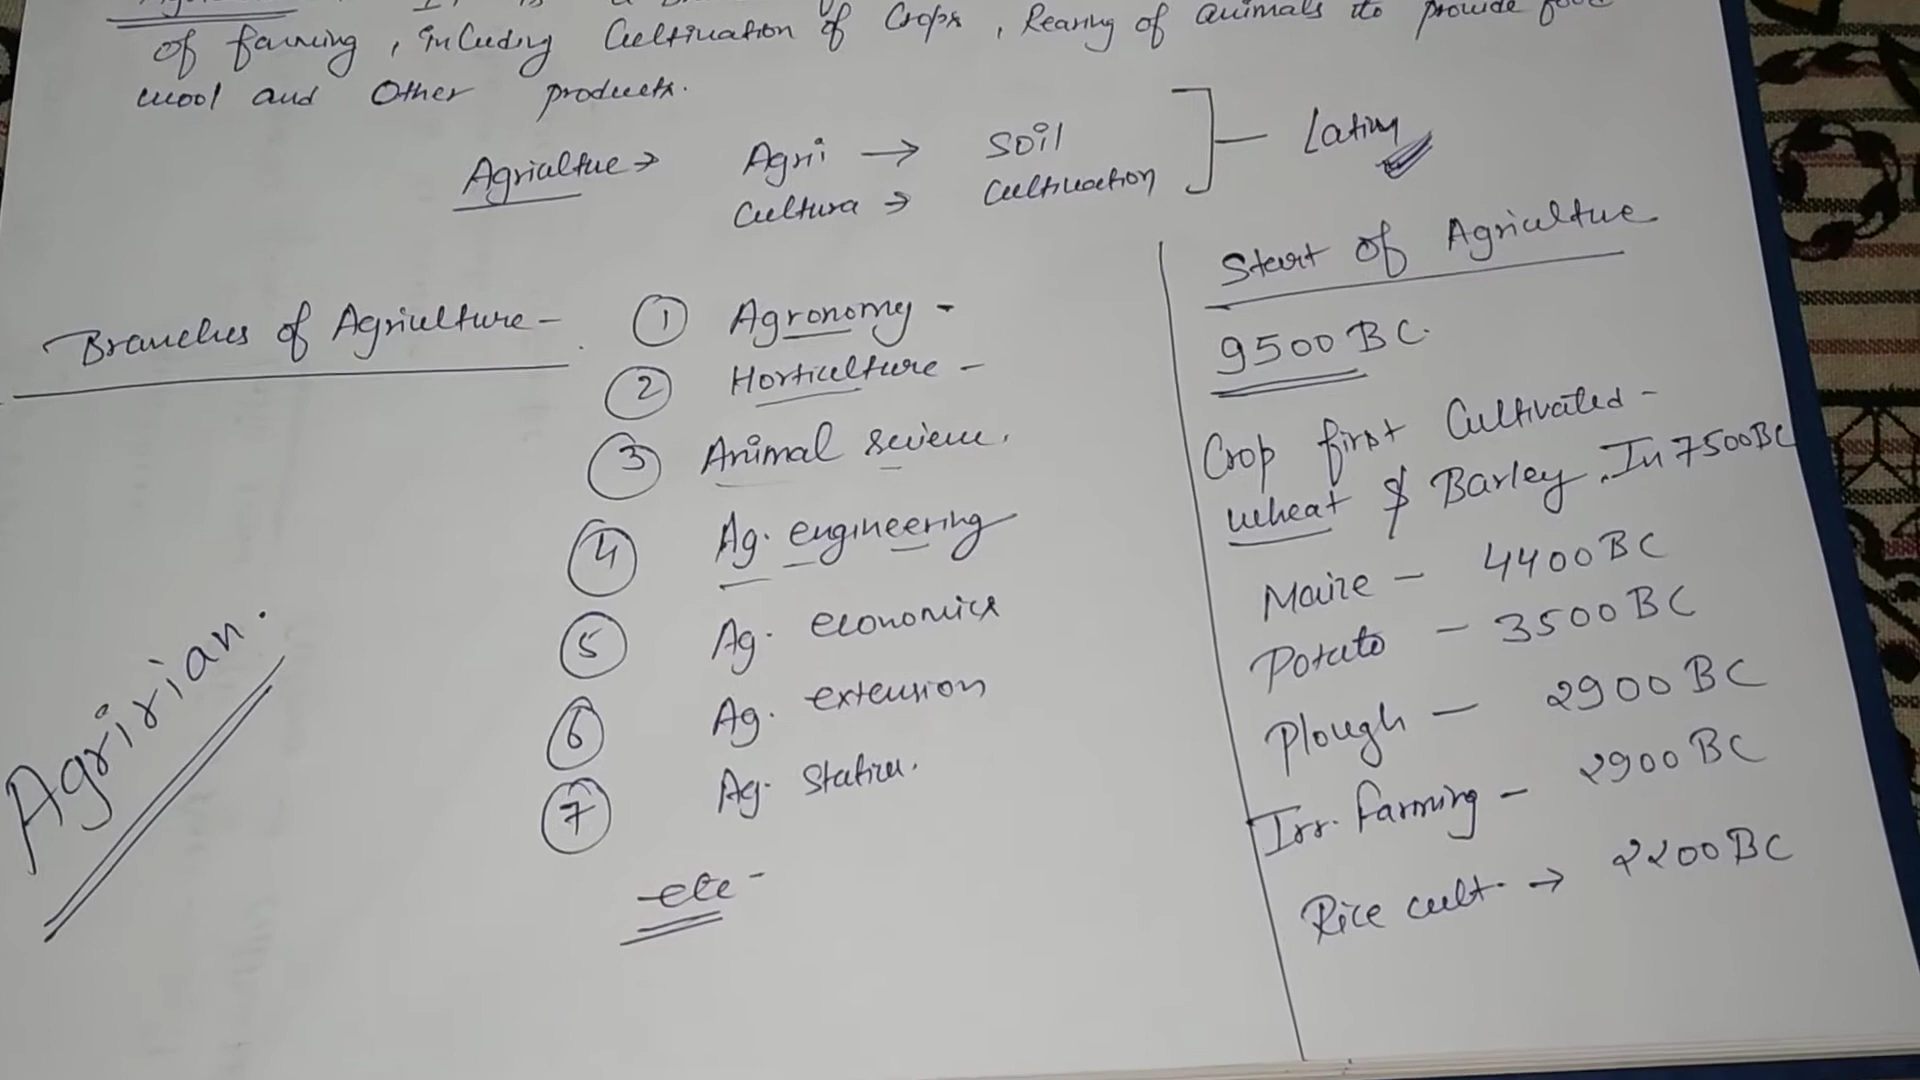 of farming, including Cultivation of Crops, Rearing of animals to provide food
wool and Other products.
Agricultue → Agri → Soil
Cultura → Cultivation
Latin
Branches of Agriculture -
① Agronomy -
② Horticulture -
③ Animal science.
④ Ag. engineering
⑤ Ag. economics
⑥ Ag. extension
⑦ Ag.
etc -
Agririan.
Start of Agricultue
9500 BC.
Crop first Cultivated -
wheat & Barley. In 7500 BC
Maize - 4400 BC
Potato - 3500 BC
Plough - 2900 BC
Irr. farming - 2900 BC
Rice cult. → 2200 BC